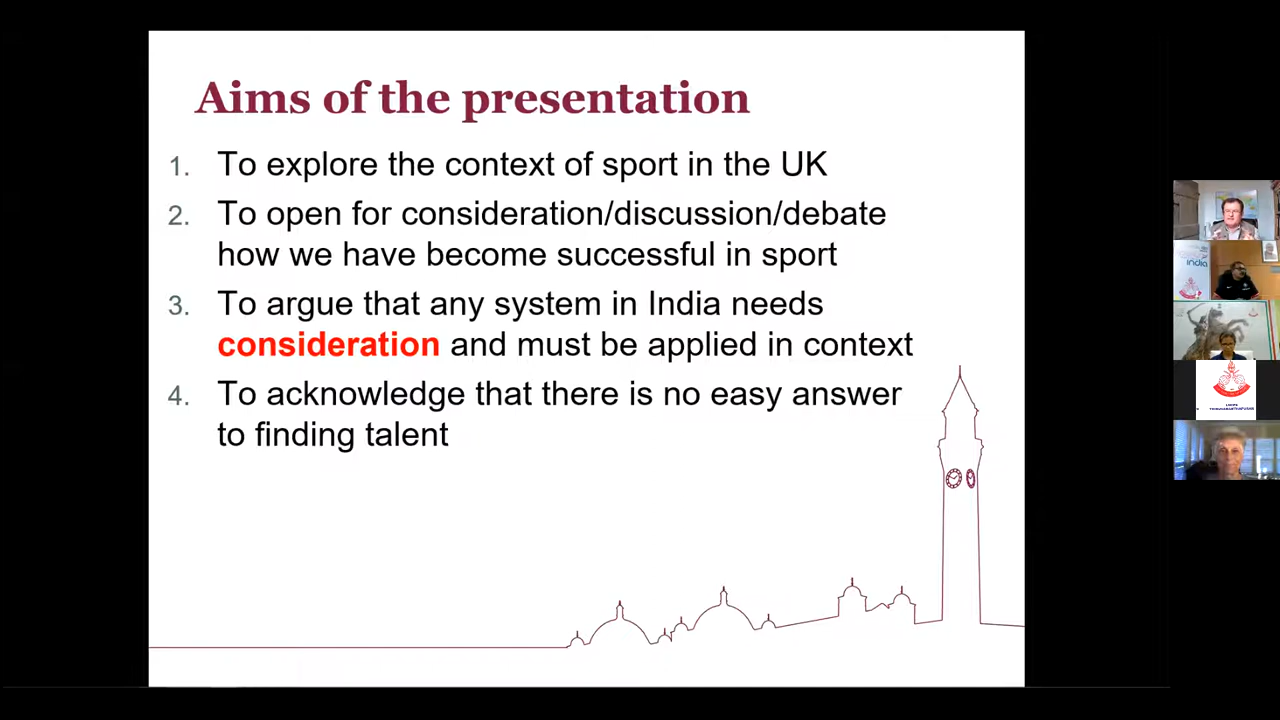 Aims of the presentation
1. To explore the context of sport in the UK
2. To open for consideration/discussion/debate
how we have become successful in sport
3. To argue that any system in India needs
consideration and must be applied in context
4. To acknowledge that there is no easy answer
to finding talent
india